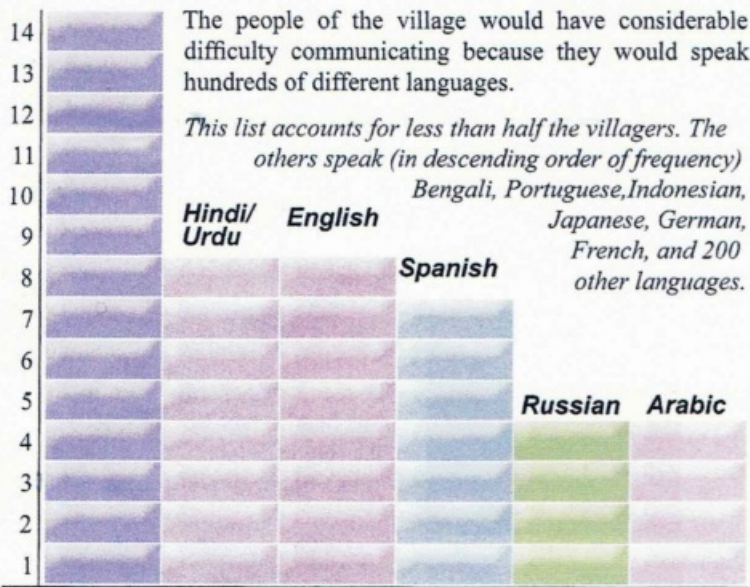 The people of the village would have considerable
difficulty communicating because they would speak
hundreds of different languages.
This list accounts for less than half the villagers. The
others speak (in descending order of frequency)
Bengali, Portuguese,Indonesian,
Japanese, German,
French, and 200
other languages.
Hindi/
Urdu
English
Spanish
Russian
Arabic
14
13
12
11
10
9
8
7
6
5
4
3
2
1